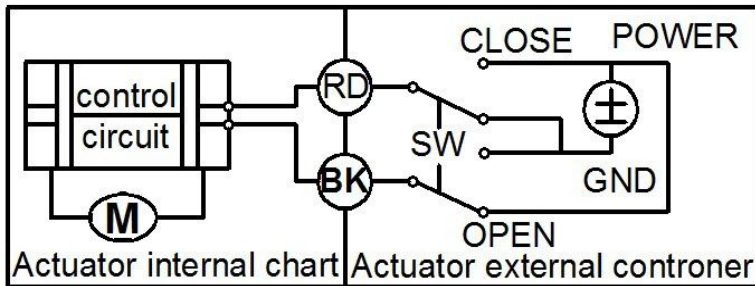 CLOSE POWER
RD
control
circuit
SW
±
BK
GND
M
OPEN
Actuator internal chart
Actuator external controner